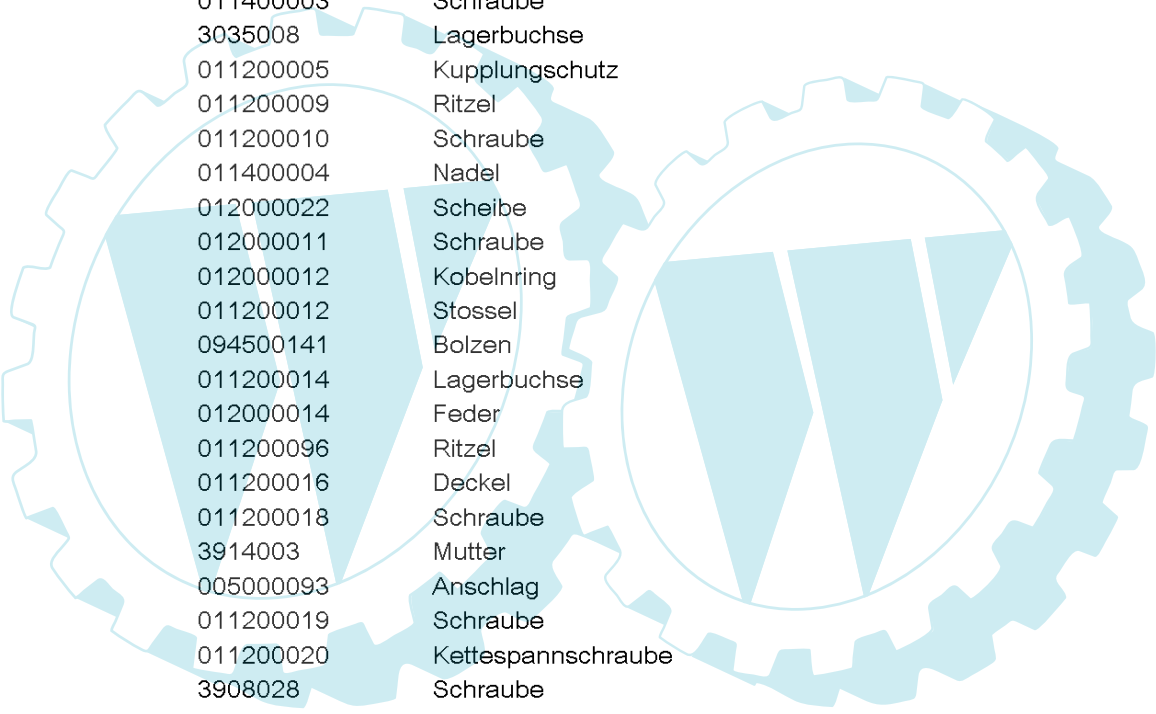 011400003 Schraube
3035008 Lagerbuchse
011200005 Kupplungschutz
011200009 Ritzel
011200010 Schraube
011400004 Nadel
012000022 Scheibe
012000011 Schraube
012000012 Kobelnring
011200012 Stossel
094500141 Bolzen
011200014 Lagerbuchse
012000014 Feder
011200096 Ritzel
011200016 Deckel
011200018 Schraube
3914003 Mutter
005000093 Anschlag
011200019 Schraube
011200020 Kettespannschraube
3908028 Schraube